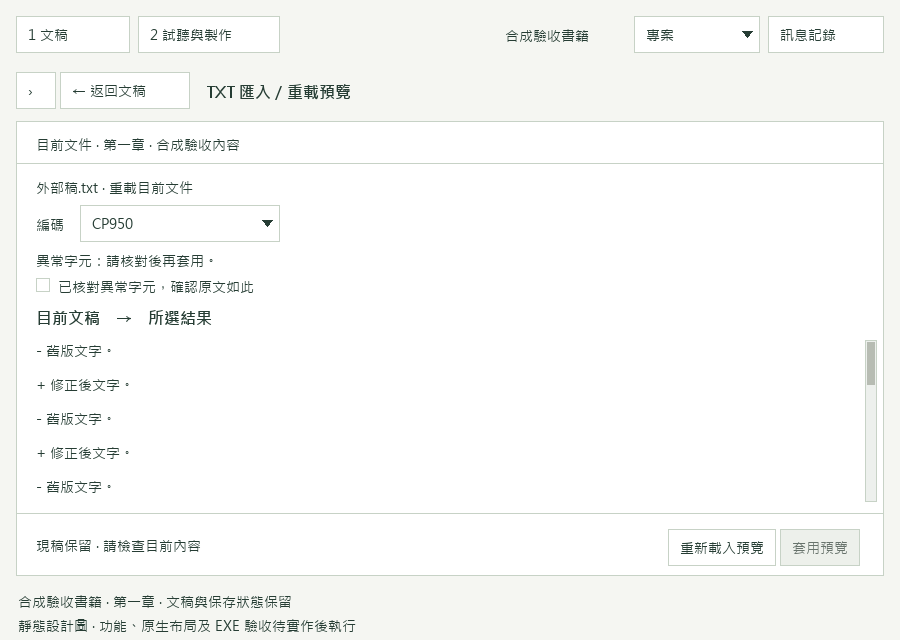 1 文稿
2 試聽與製作
合成驗收書籍
專案
訊息記錄
›
← 返回文稿
TXT 匯入 / 重載預覽
目前文件 · 第一章 · 合成驗收內容
外部稿.txt · 重載目前文件
編碼
CP950
異常字元：請核對後再套用。
已核對異常字元，確認原文如此
目前文稿 → 所選結果
- 舊版文字。
+ 修正後文字。
- 舊版文字。
+ 修正後文字。
- 舊版文字。
現稿保留 · 請檢查目前內容
重新載入預覽
套用預覽
合成驗收書籍 · 第一章 · 文稿與保存狀態保留
靜態設計圖 · 功能、原生布局及 EXE 驗收待實作後執行